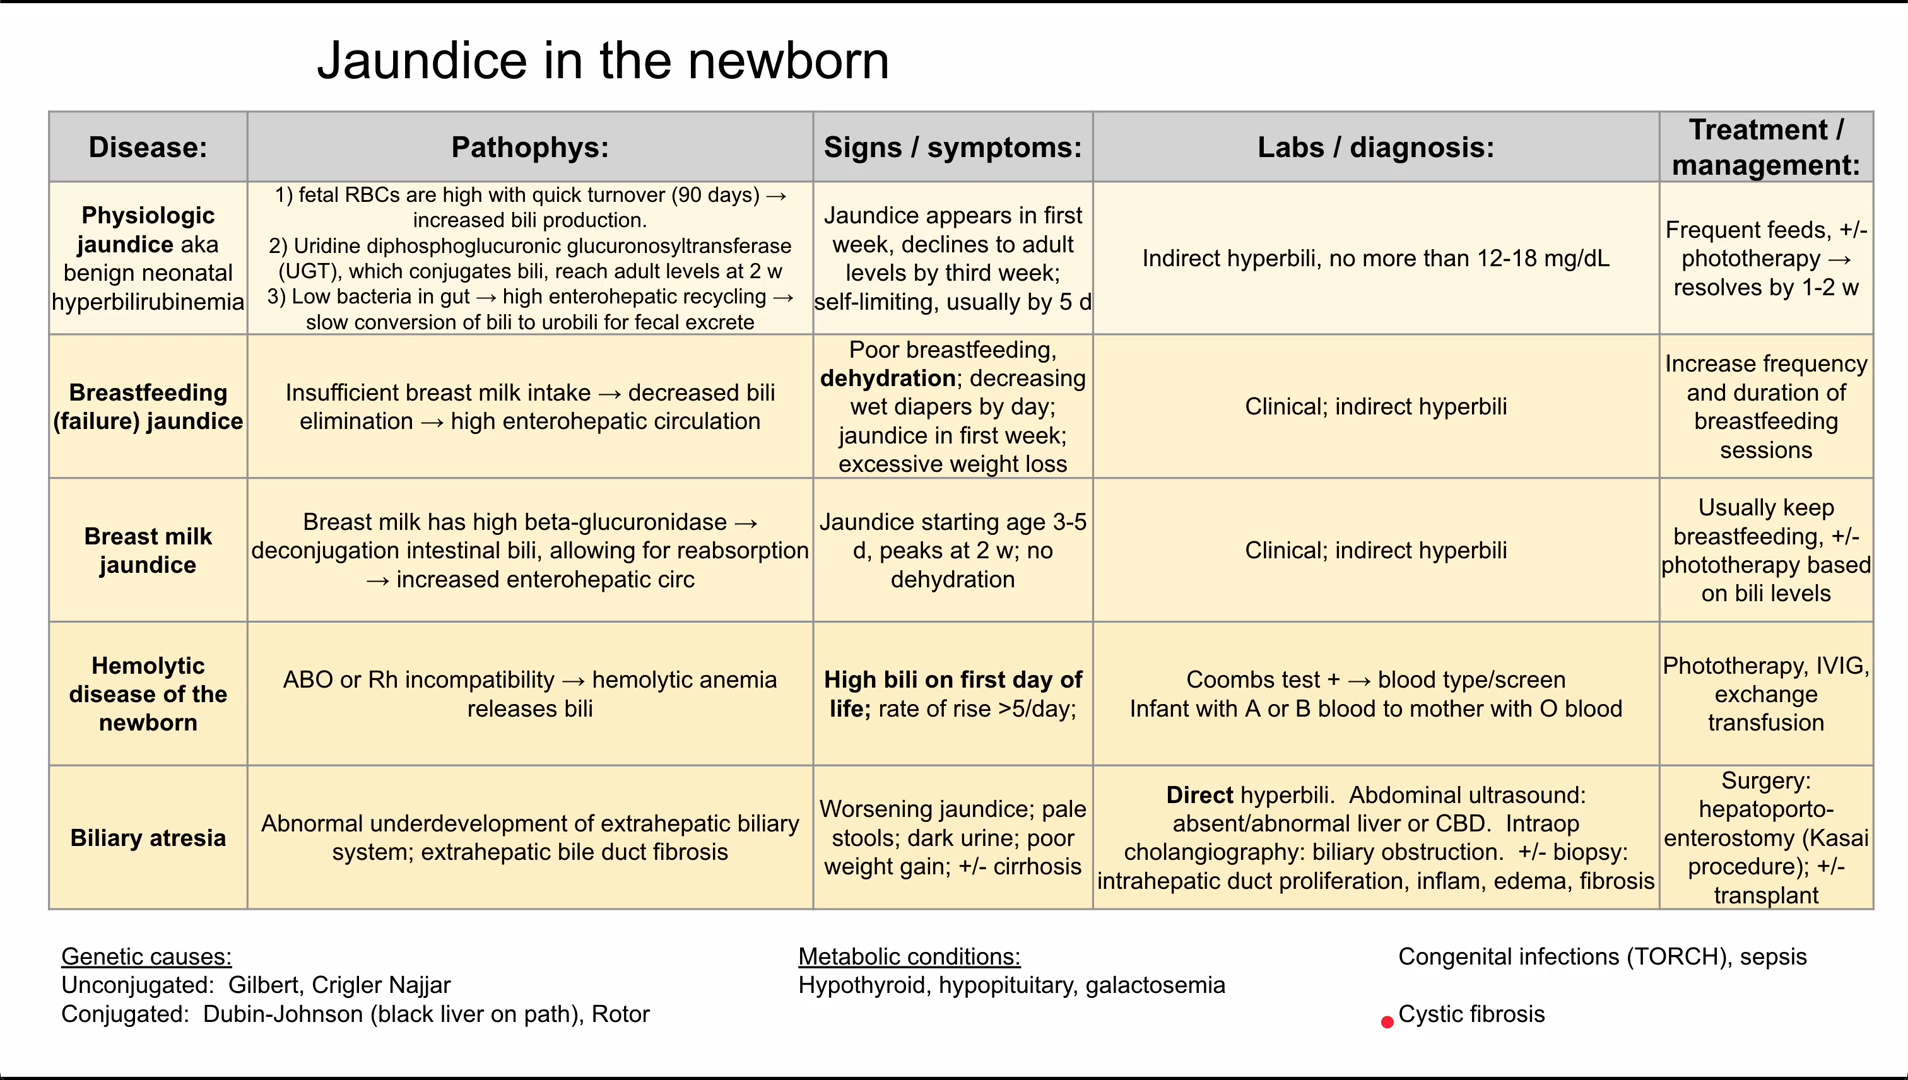 Jaundice in the newborn
Disease:
Pathophys:
Signs / symptoms:
Labs / diagnosis:
Treatment /
management:
Physiologic
jaundice aka
benign neonatal
hyperbilirubinemia
1) fetal RBCs are high with quick turnover (90 days) →
increased bili production.
2) Uridine diphosphoglucuronic glucuronosyltransferase
(UGT), which conjugates bili, reach adult levels at 2 w
3) Low bacteria in gut → high enterohepatic recycling →
slow conversion of bili to urobili for fecal excrete
Jaundice appears in first
week, declines to adult
levels by third week;
self-limiting, usually by 5 d
Indirect hyperbili, no more than 12-18 mg/dL
Frequent feeds, +/-
phototherapy →
resolves by 1-2 w
Breastfeeding
(failure) jaundice
Insufficient breast milk intake → decreased bili
elimination → high enterohepatic circulation
Poor breastfeeding,
dehydration; decreasing
wet diapers by day;
jaundice in first week;
excessive weight loss
Clinical; indirect hyperbili
Increase frequency
and duration of
breastfeeding
sessions
Breast milk
jaundice
Breast milk has high beta-glucuronidase →
deconjugation intestinal bili, allowing for reabsorption
→ increased enterohepatic circ
Jaundice starting age 3-5
d, peaks at 2 w; no
dehydration
Clinical; indirect hyperbili
Usually keep
breastfeeding, +/-
phototherapy based
on bili levels
Hemolytic
disease of the
newborn
ABO or Rh incompatibility → hemolytic anemia
releases bili
High bili on first day of
life; rate of rise >5/day;
Coombs test + → blood type/screen
Infant with A or B blood to mother with O blood
Phototherapy, IVIG,
exchange
transfusion
Biliary atresia
Abnormal underdevelopment of extrahepatic biliary
system; extrahepatic bile duct fibrosis
Worsening jaundice; pale
stools; dark urine; poor
weight gain; +/- cirrhosis
Direct hyperbili.  Abdominal ultrasound:
absent/abnormal liver or CBD.  Intraop
cholangiography: biliary obstruction.  +/- biopsy:
intrahepatic duct proliferation, inflam, edema, fibrosis
Surgery:
hepatoporto-
enterostomy (Kasai
procedure); +/-
transplant
Genetic causes:
Unconjugated:  Gilbert, Crigler Najjar
Conjugated:  Dubin-Johnson (black liver on path), Rotor
Metabolic conditions:
Hypothyroid, hypopituitary, galactosemia
Congenital infections (TORCH), sepsis
Cystic fibrosis